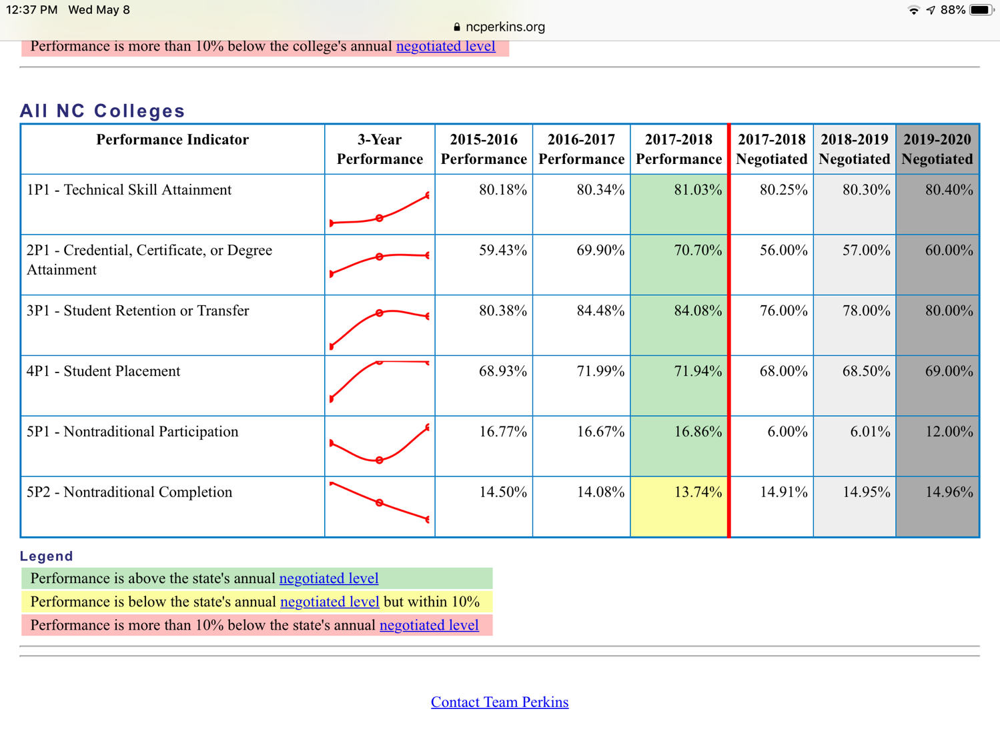 12:37 PM Wed May 8
88%
ncperkins.org
Performance is more than 10% below the college's annual negotiated level
All NC Colleges
Performance Indicator 3-Year Performance 2015-2016 Performance 2016-2017 Performance 2017-2018 Performance 2017-2018 Negotiated 2018-2019 Negotiated 2019-2020 Negotiated
1P1 - Technical Skill Attainment 80.18% 80.34% 81.03% 80.25% 80.30% 80.40%
2P1 - Credential, Certificate, or Degree Attainment 59.43% 69.90% 70.70% 56.00% 57.00% 60.00%
3P1 - Student Retention or Transfer 80.38% 84.48% 84.08% 76.00% 78.00% 80.00%
4P1 - Student Placement 68.93% 71.99% 71.94% 68.00% 68.50% 69.00%
5P1 - Nontraditional Participation 16.77% 16.67% 16.86% 6.00% 6.01% 12.00%
5P2 - Nontraditional Completion 14.50% 14.08% 13.74% 14.91% 14.95% 14.96%
Legend
Performance is above the state's annual negotiated level
Performance is below the state's annual negotiated level but within 10%
Performance is more than 10% below the state's annual negotiated level
Contact Team Perkins